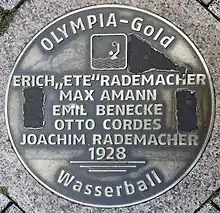 OLYMPIA-Gold
ERICH „ETE“ RADEMACHER
MAX AMANN
EMIL BENECKE
OTTO CORDES
JOACHIM RADEMACHER
1928
Wasserball